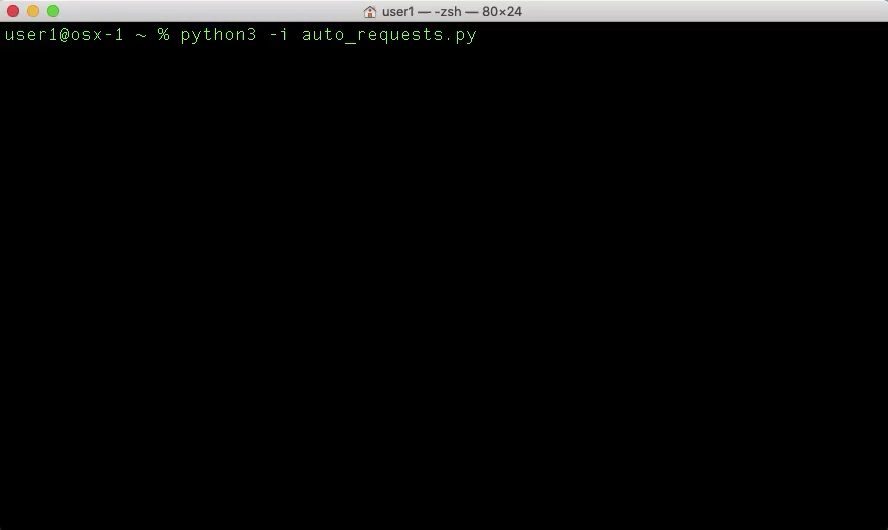 user1 — -zsh — 80×24
user1@osx-1 ~ % python3 -i auto_requests.py